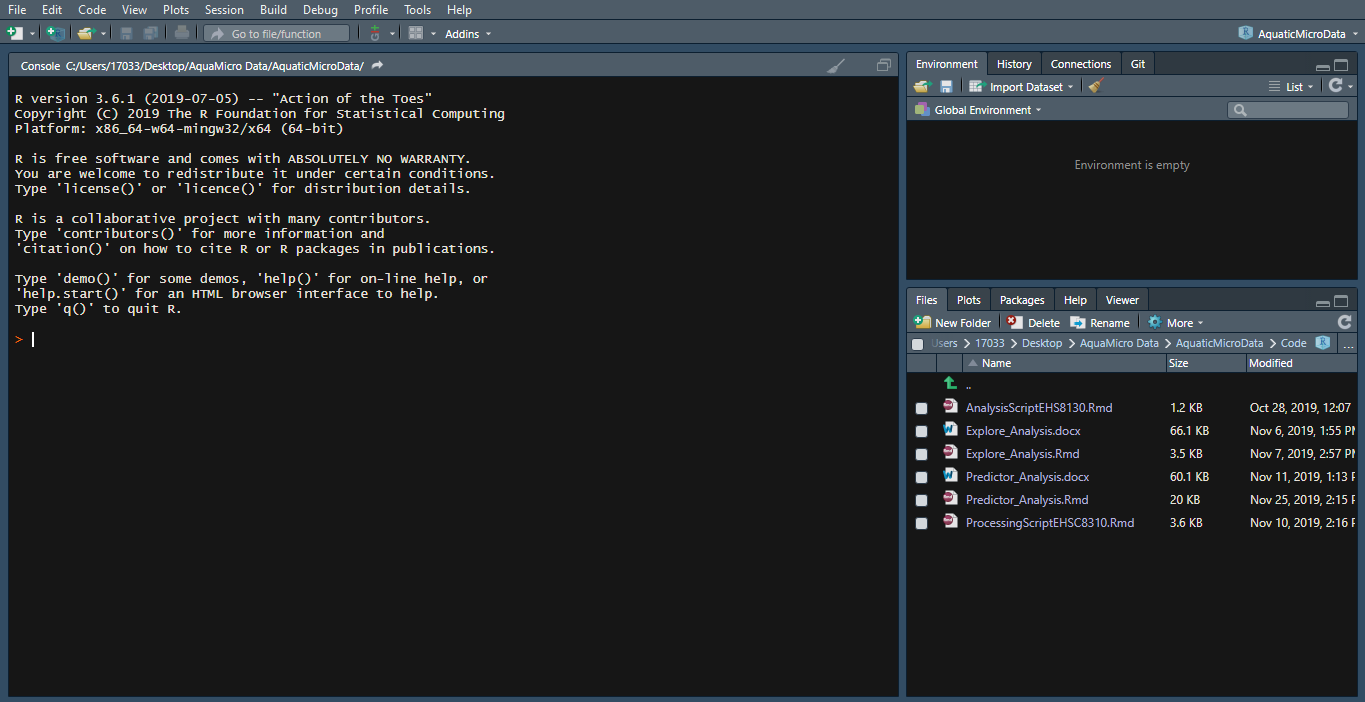 File Edit Code View Plots Session Build Debug Profile Tools Help
Go to file/function Addins AquaticMicroData
Console C:/Users/17033/Desktop/AquaMicro Data/AquaticMicroData/
R version 3.6.1 (2019-07-05) -- "Action of the Toes"
Copyright (C) 2019 The R Foundation for Statistical Computing
Platform: x86_64-w64-mingw32/x64 (64-bit)
R is free software and comes with ABSOLUTELY NO WARRANTY.
You are welcome to redistribute it under certain conditions.
Type 'license()' or 'licence()' for distribution details.
R is a collaborative project with many contributors.
Type 'contributors()' for more information and
'citation()' on how to cite R or R packages in publications.
Type 'demo()' for some demos, 'help()' for on-line help, or
'help.start()' for an HTML browser interface to help.
Type 'q()' to quit R.
>
Environment History Connections Git
Import Dataset List
Global Environment
Environment is empty
Files Plots Packages Help Viewer
New Folder Delete Rename More
Users 17033 Desktop AquaMicro Data AquaticMicroData Code ...
Name Size Modified
..
AnalysisScriptEHS8130.Rmd 1.2 KB Oct 28, 2019, 12:07
Explore_Analysis.docx 66.1 KB Nov 6, 2019, 1:55 PM
Explore_Analysis.Rmd 3.5 KB Nov 7, 2019, 2:57 PM
Predictor_Analysis.docx 60.1 KB Nov 11, 2019, 1:13 P
Predictor_Analysis.Rmd 20 KB Nov 25, 2019, 2:15 P
ProcessingScriptEHSC8310.Rmd 3.6 KB Nov 10, 2019, 2:16 P